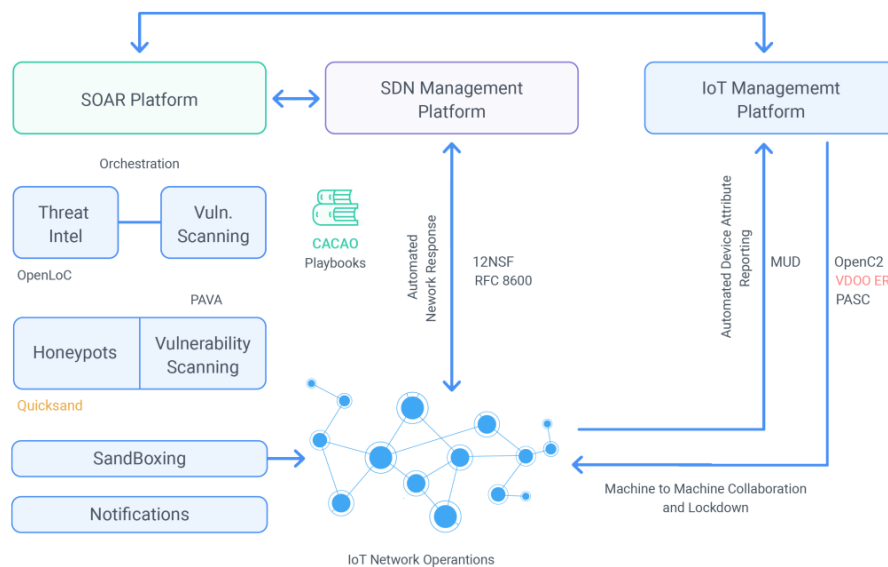 SOAR Platform
SDN Management
Platform
IoT Managememt
Platform
Orchestration
Threat
Intel
Vuln.
Scanning
OpenLoC
CACAO
Playbooks
Automated
Nework Response
12NSF
RFC 8600
Automated Device Attribute
Reporting
MUD
OpenC2
VDOO ER
PASC
PAVA
Honeypots
Vulnerability
Scanning
Quicksand
SandBoxing
Notifications
Machine to Machine Collaboration
and Lockdown
IoT Network Operantions